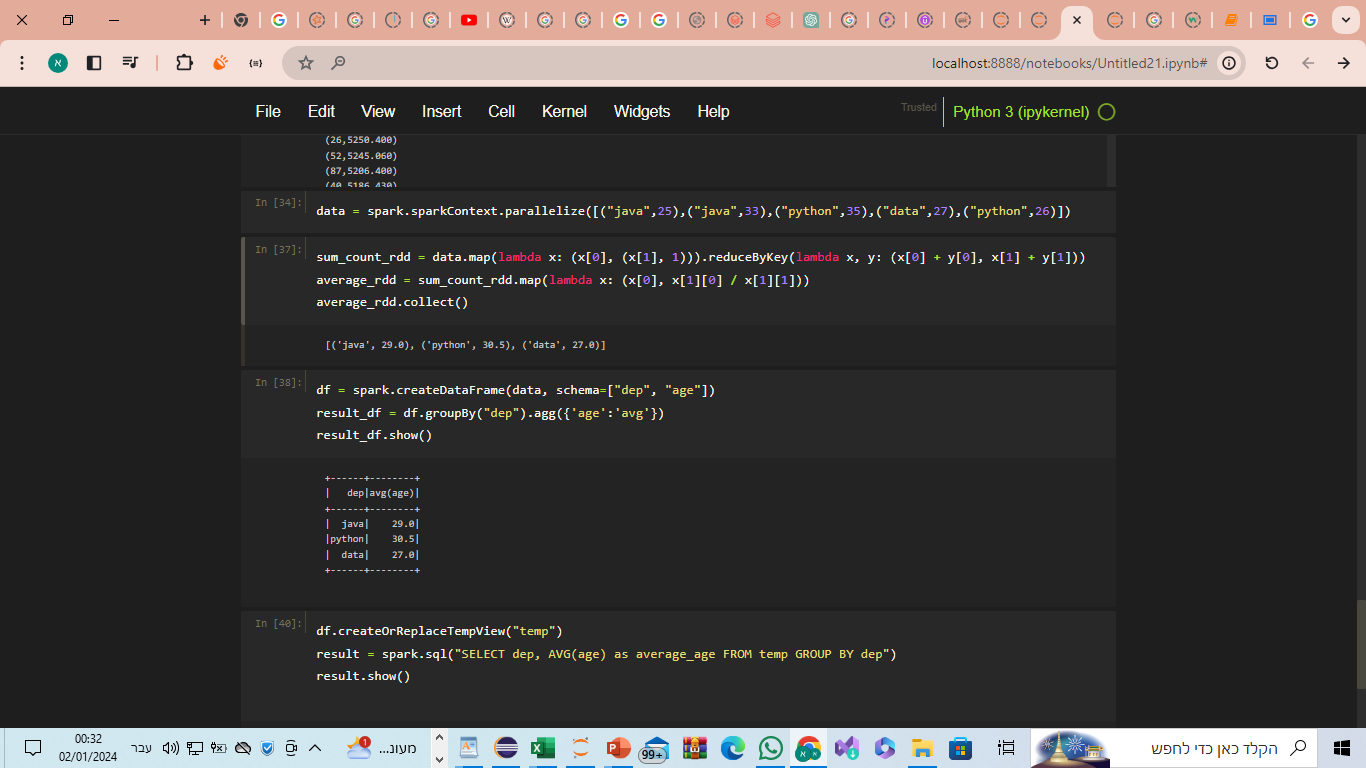 localhost:8888/notebooks/Untitled21.ipynb#
File Edit View Insert Cell Kernel Widgets Help
Trusted
Python 3 (ipykernel)
(26,5250.400)
(52,5245.060)
(87,5206.400)
(40,5186.430)
In [34]:
data = spark.sparkContext.parallelize([("java",25),("java",33),("python",35),("data",27),("python",26)])
In [37]:
sum_count_rdd = data.map(lambda x: (x[0], (x[1], 1))).reduceByKey(lambda x, y: (x[0] + y[0], x[1] + y[1]))
average_rdd = sum_count_rdd.map(lambda x: (x[0], x[1][0] / x[1][1]))
average_rdd.collect()
[('java', 29.0), ('python', 30.5), ('data', 27.0)]
In [38]:
df = spark.createDataFrame(data, schema=["dep", "age"])
result_df = df.groupBy("dep").agg({'age':'avg'})
result_df.show()
+------+--------+
|   dep|avg(age)|
+------+--------+
|  java|    29.0|
|python|    30.5|
|  data|    27.0|
+------+--------+
In [40]:
df.createOrReplaceTempView("temp")
result = spark.sql("SELECT dep, AVG(age) as average_age FROM temp GROUP BY dep")
result.show()
00:32
02/01/2024
עבר
1
מעונ...
99+
הקלד כאן כדי לחפש